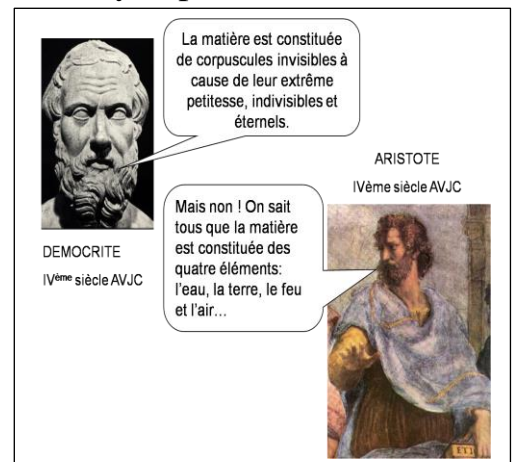 La matière est constituée
de corpuscules invisibles à
cause de leur extrême
petitesse, indivisibles et
éternels.
DEMOCRITE
IVème siècle AVJC
ARISTOTE
IVème siècle AVJC
Mais non ! On sait
tous que la matière
est constituée des
quatre éléments:
l'eau, la terre, le feu
et l'air…